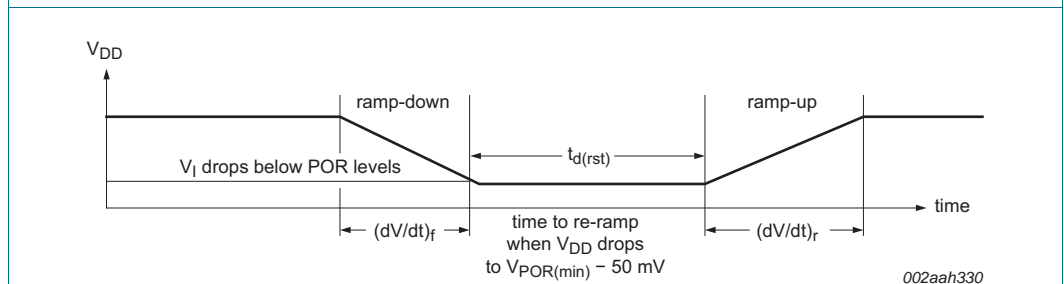 VDD
ramp-down
ramp-up
td(rst)
VI drops below POR levels
time
(dV/dt)f
time to re-ramp
when VDD drops
to VPOR(min) − 50 mV
(dV/dt)r
002aah330